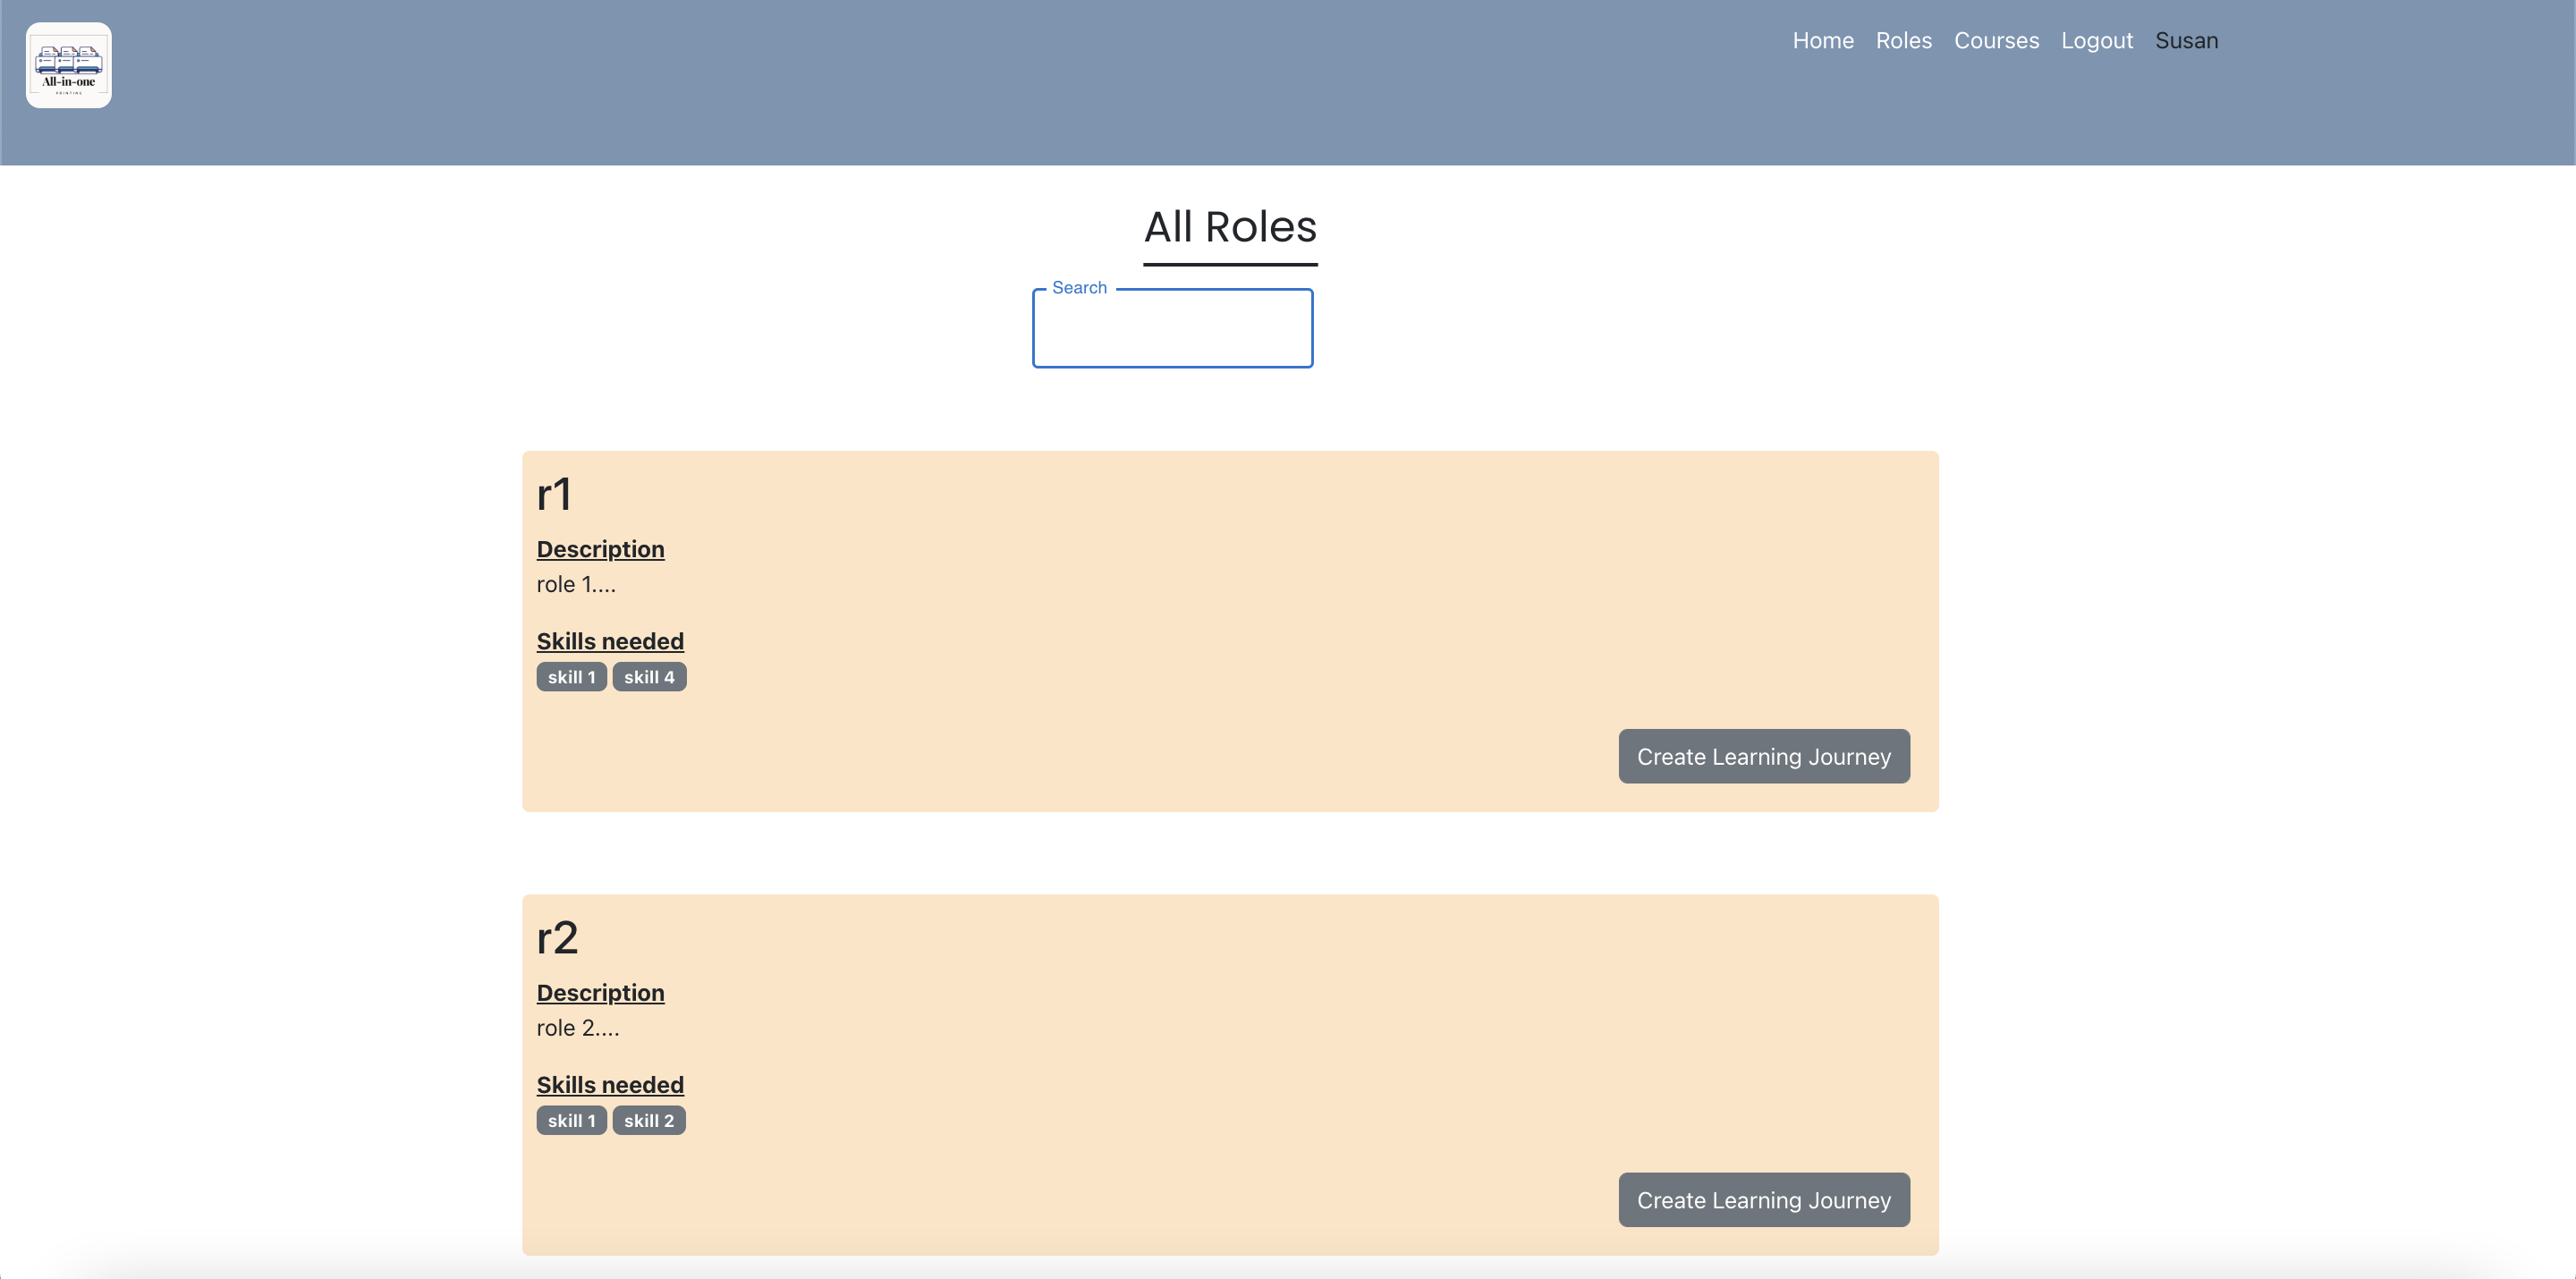 All-in-one
PRINTING
Home Roles Courses Logout Susan
All Roles
Search
r1
Description
role 1....
Skills needed
skill 1 skill 4
Create Learning Journey
r2
Description
role 2....
Skills needed
skill 1 skill 2
Create Learning Journey